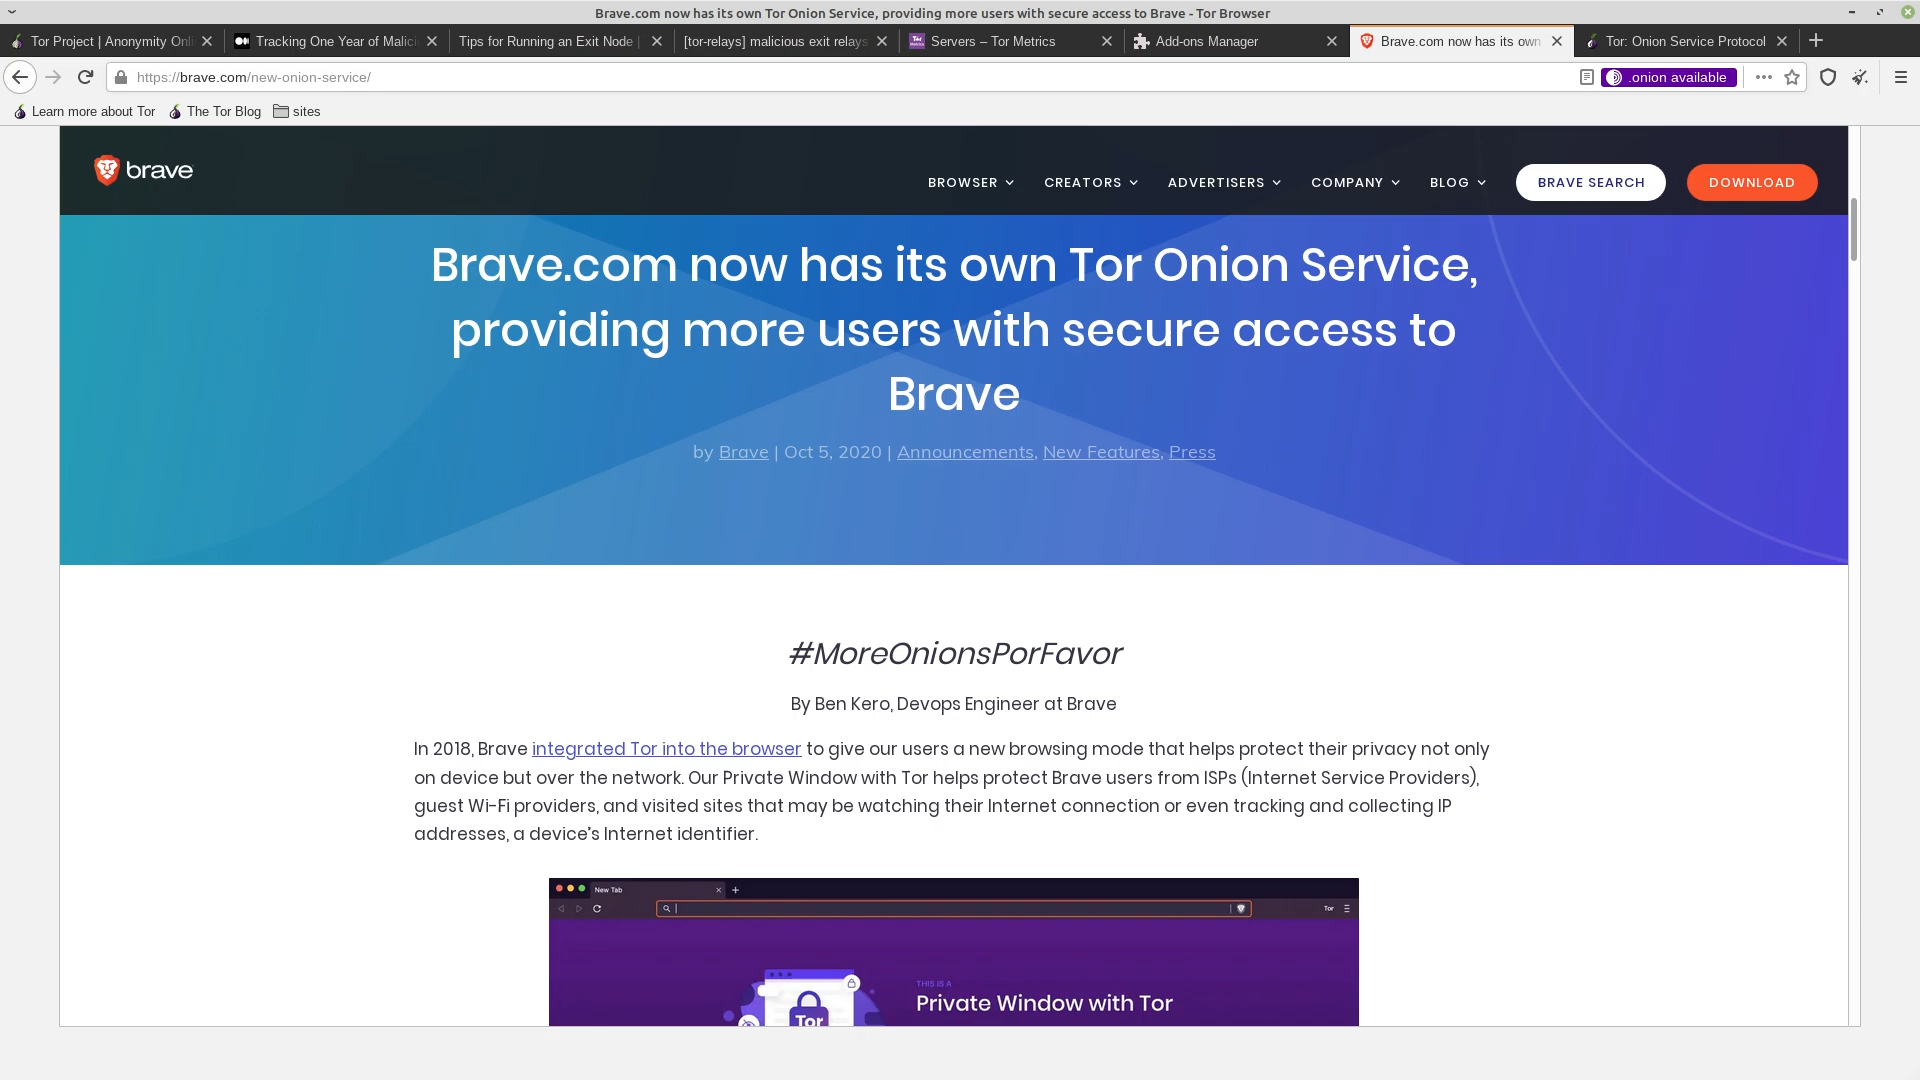 Brave.com now has its own Tor Onion Service, providing more users with secure access to Brave - Tor Browser
Tor Project | Anonymity Onli
Tracking One Year of Malici
Tips for Running an Exit Node |
[tor-relays] malicious exit relays
Servers – Tor Metrics
Add-ons Manager
Brave.com now has its own
Tor: Onion Service Protocol
https://brave.com/new-onion-service/
.onion available
Learn more about Tor
The Tor Blog
sites
brave
BROWSER
CREATORS
ADVERTISERS
COMPANY
BLOG
BRAVE SEARCH
DOWNLOAD
Brave.com now has its own Tor Onion Service,
providing more users with secure access to
Brave
by Brave | Oct 5, 2020 | Announcements, New Features, Press
#MoreOnionsPorFavor
By Ben Kero, Devops Engineer at Brave
In 2018, Brave integrated Tor into the browser to give our users a new browsing mode that helps protect their privacy not only
on device but over the network. Our Private Window with Tor helps protect Brave users from ISPs (Internet Service Providers),
guest Wi-Fi providers, and visited sites that may be watching their Internet connection or even tracking and collecting IP
addresses, a device’s Internet identifier.
New Tab
Tor
THIS IS A
Private Window with Tor
Tor